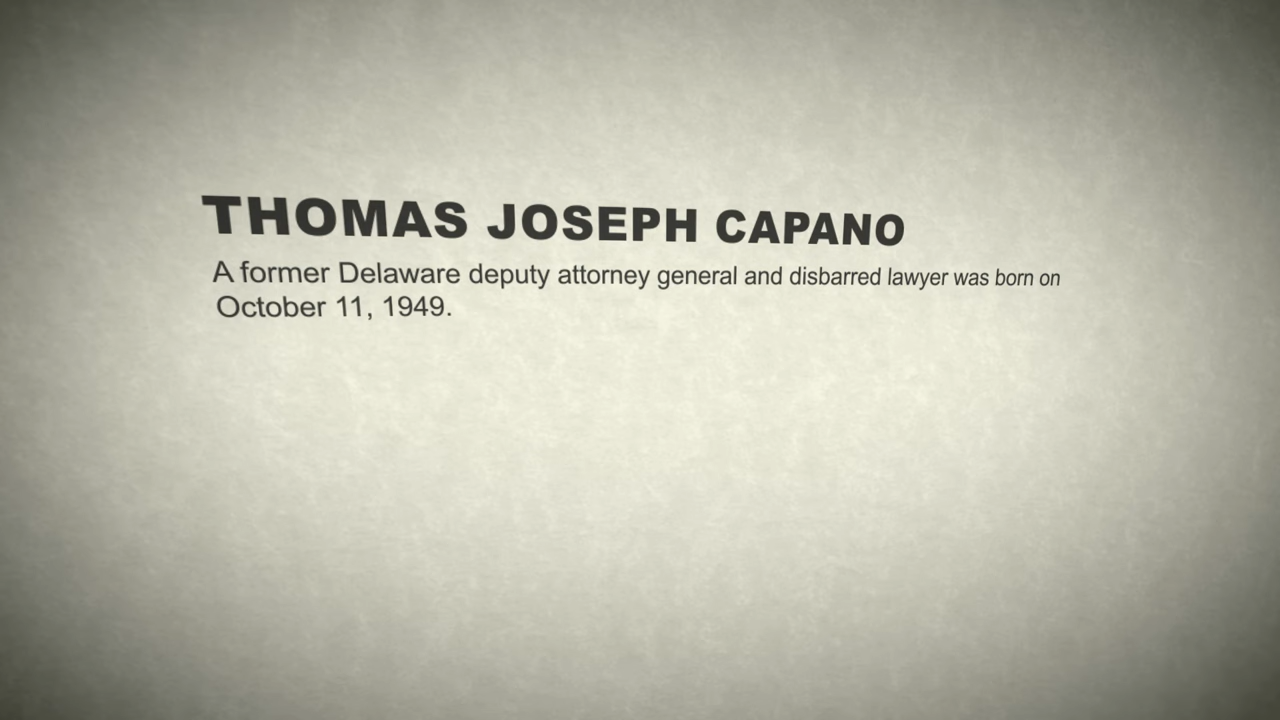 THOMAS JOSEPH CAPANO
A former Delaware deputy attorney general and disbarred lawyer was born on
October 11, 1949.